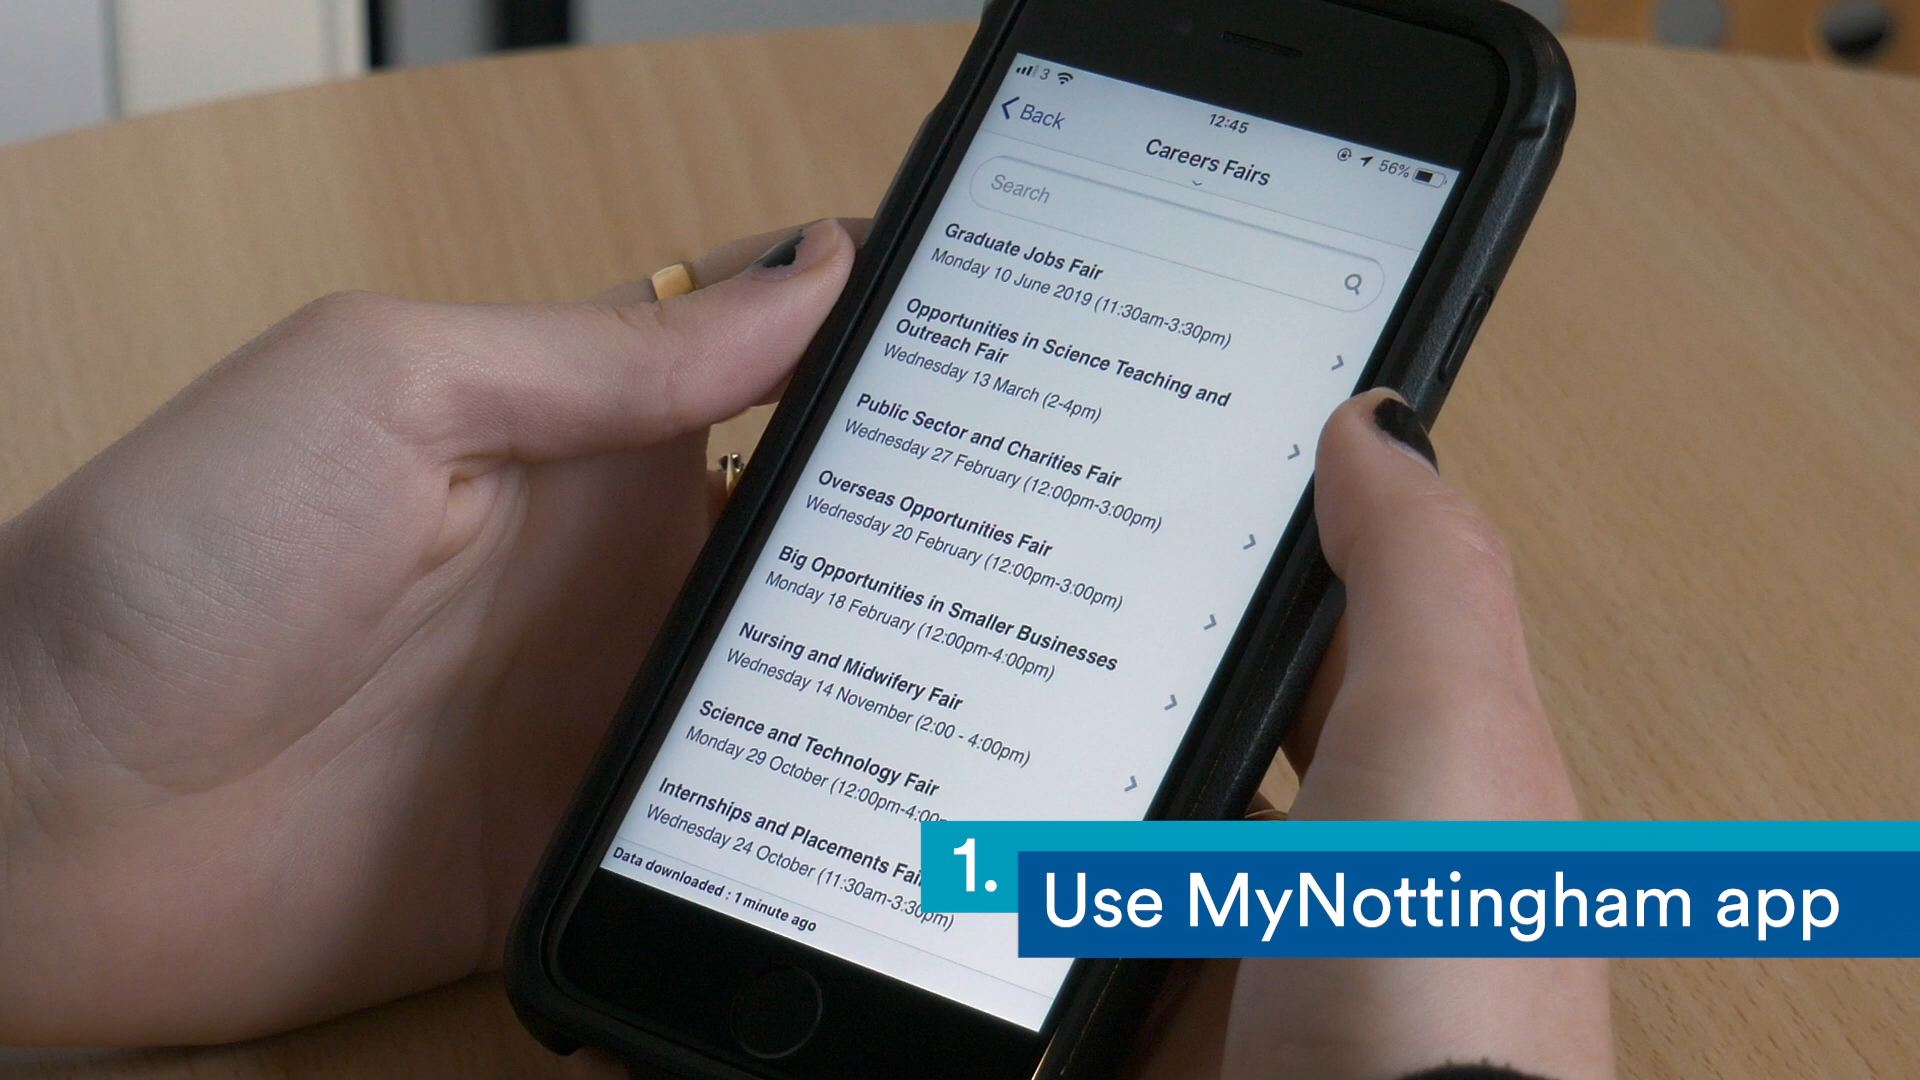 3
12:45
56%
Back
Careers Fairs
Search
Graduate Jobs Fair
Monday 10 June 2019 (11:30am-3:30pm)
Opportunities in Science Teaching and
Outreach Fair
Wednesday 13 March (2-4pm)
Public Sector and Charities Fair
Wednesday 27 February (12:00pm-3:00pm)
Overseas Opportunities Fair
Wednesday 20 February (12:00pm-3:00pm)
Big Opportunities in Smaller Businesses
Monday 18 February (12:00pm-4:00pm)
Nursing and Midwifery Fair
Wednesday 14 November (2:00 - 4:00pm)
Science and Technology Fair
Monday 29 October (12:00pm-4:00p
Internships and Placements Fai
Wednesday 24 October (11:30am-3:30pm)
Data downloaded : 1 minute ago
1.
Use MyNottingham app